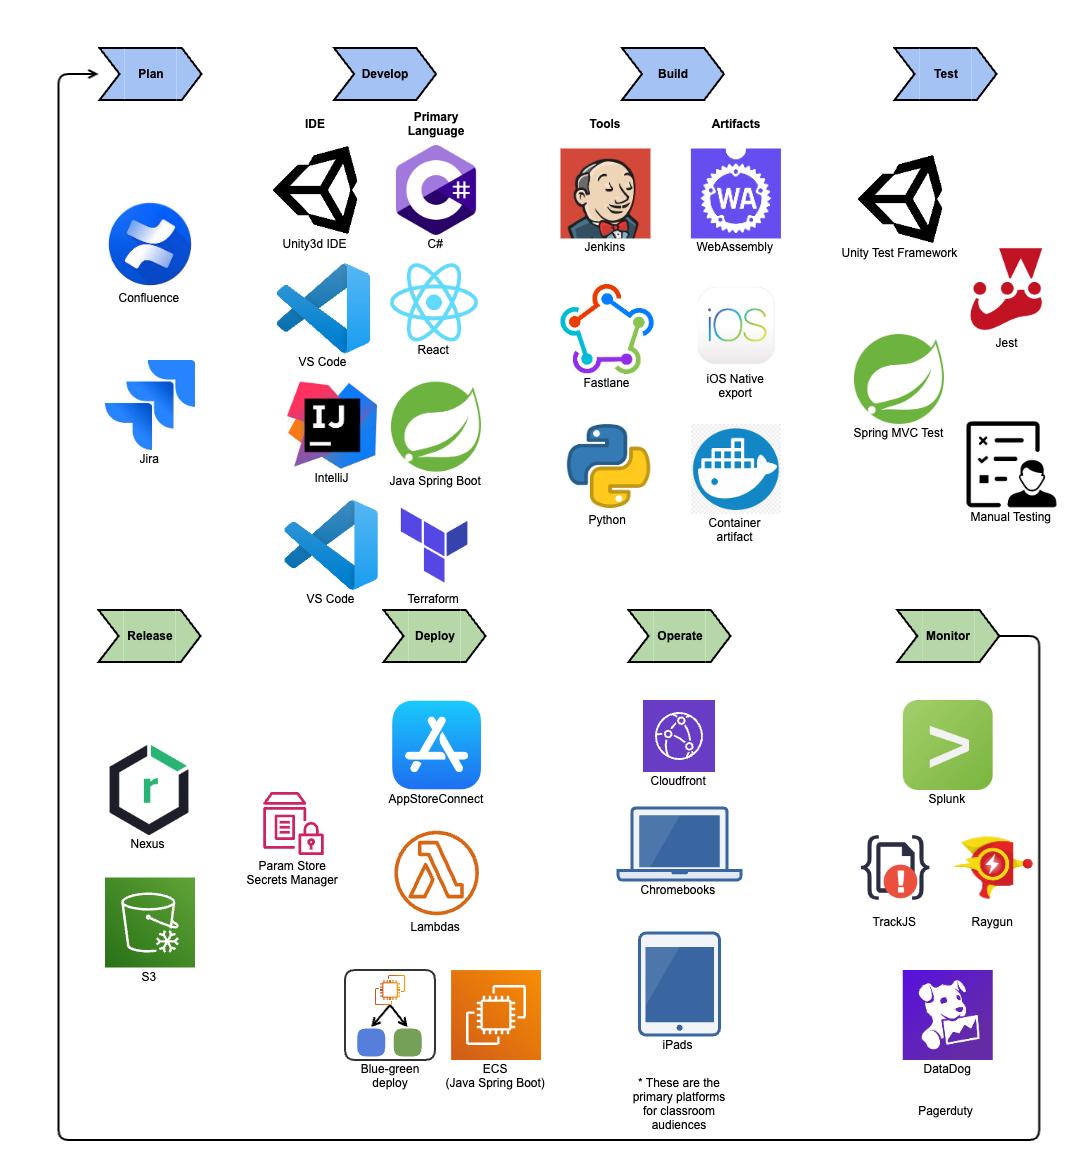 Plan
Develop
Build
Test
IDE
Primary
Language
Tools
Artifacts
#
Unity3d IDE
C#
Jenkins
WA
WebAssembly
Unity Test Framework
Confluence
VS Code
React
Fastlane
iOS
iOS Native
export
Jest
Jira
IJ
IntelliJ
Java Spring Boot
Python
Container
artifact
Spring MVC Test
Manual Testing
VS Code
Terraform
Release
Deploy
Operate
Monitor
r
Nexus
Param Store
Secrets Manager
AppStoreConnect
Cloudfront
>
Splunk
Lambdas
Chromebooks
!
TrackJS
Raygun
S3
Blue-green
deploy
ECS
(Java Spring Boot)
iPads
DataDog
* These are the
primary platforms
for classroom
audiences
Pagerduty